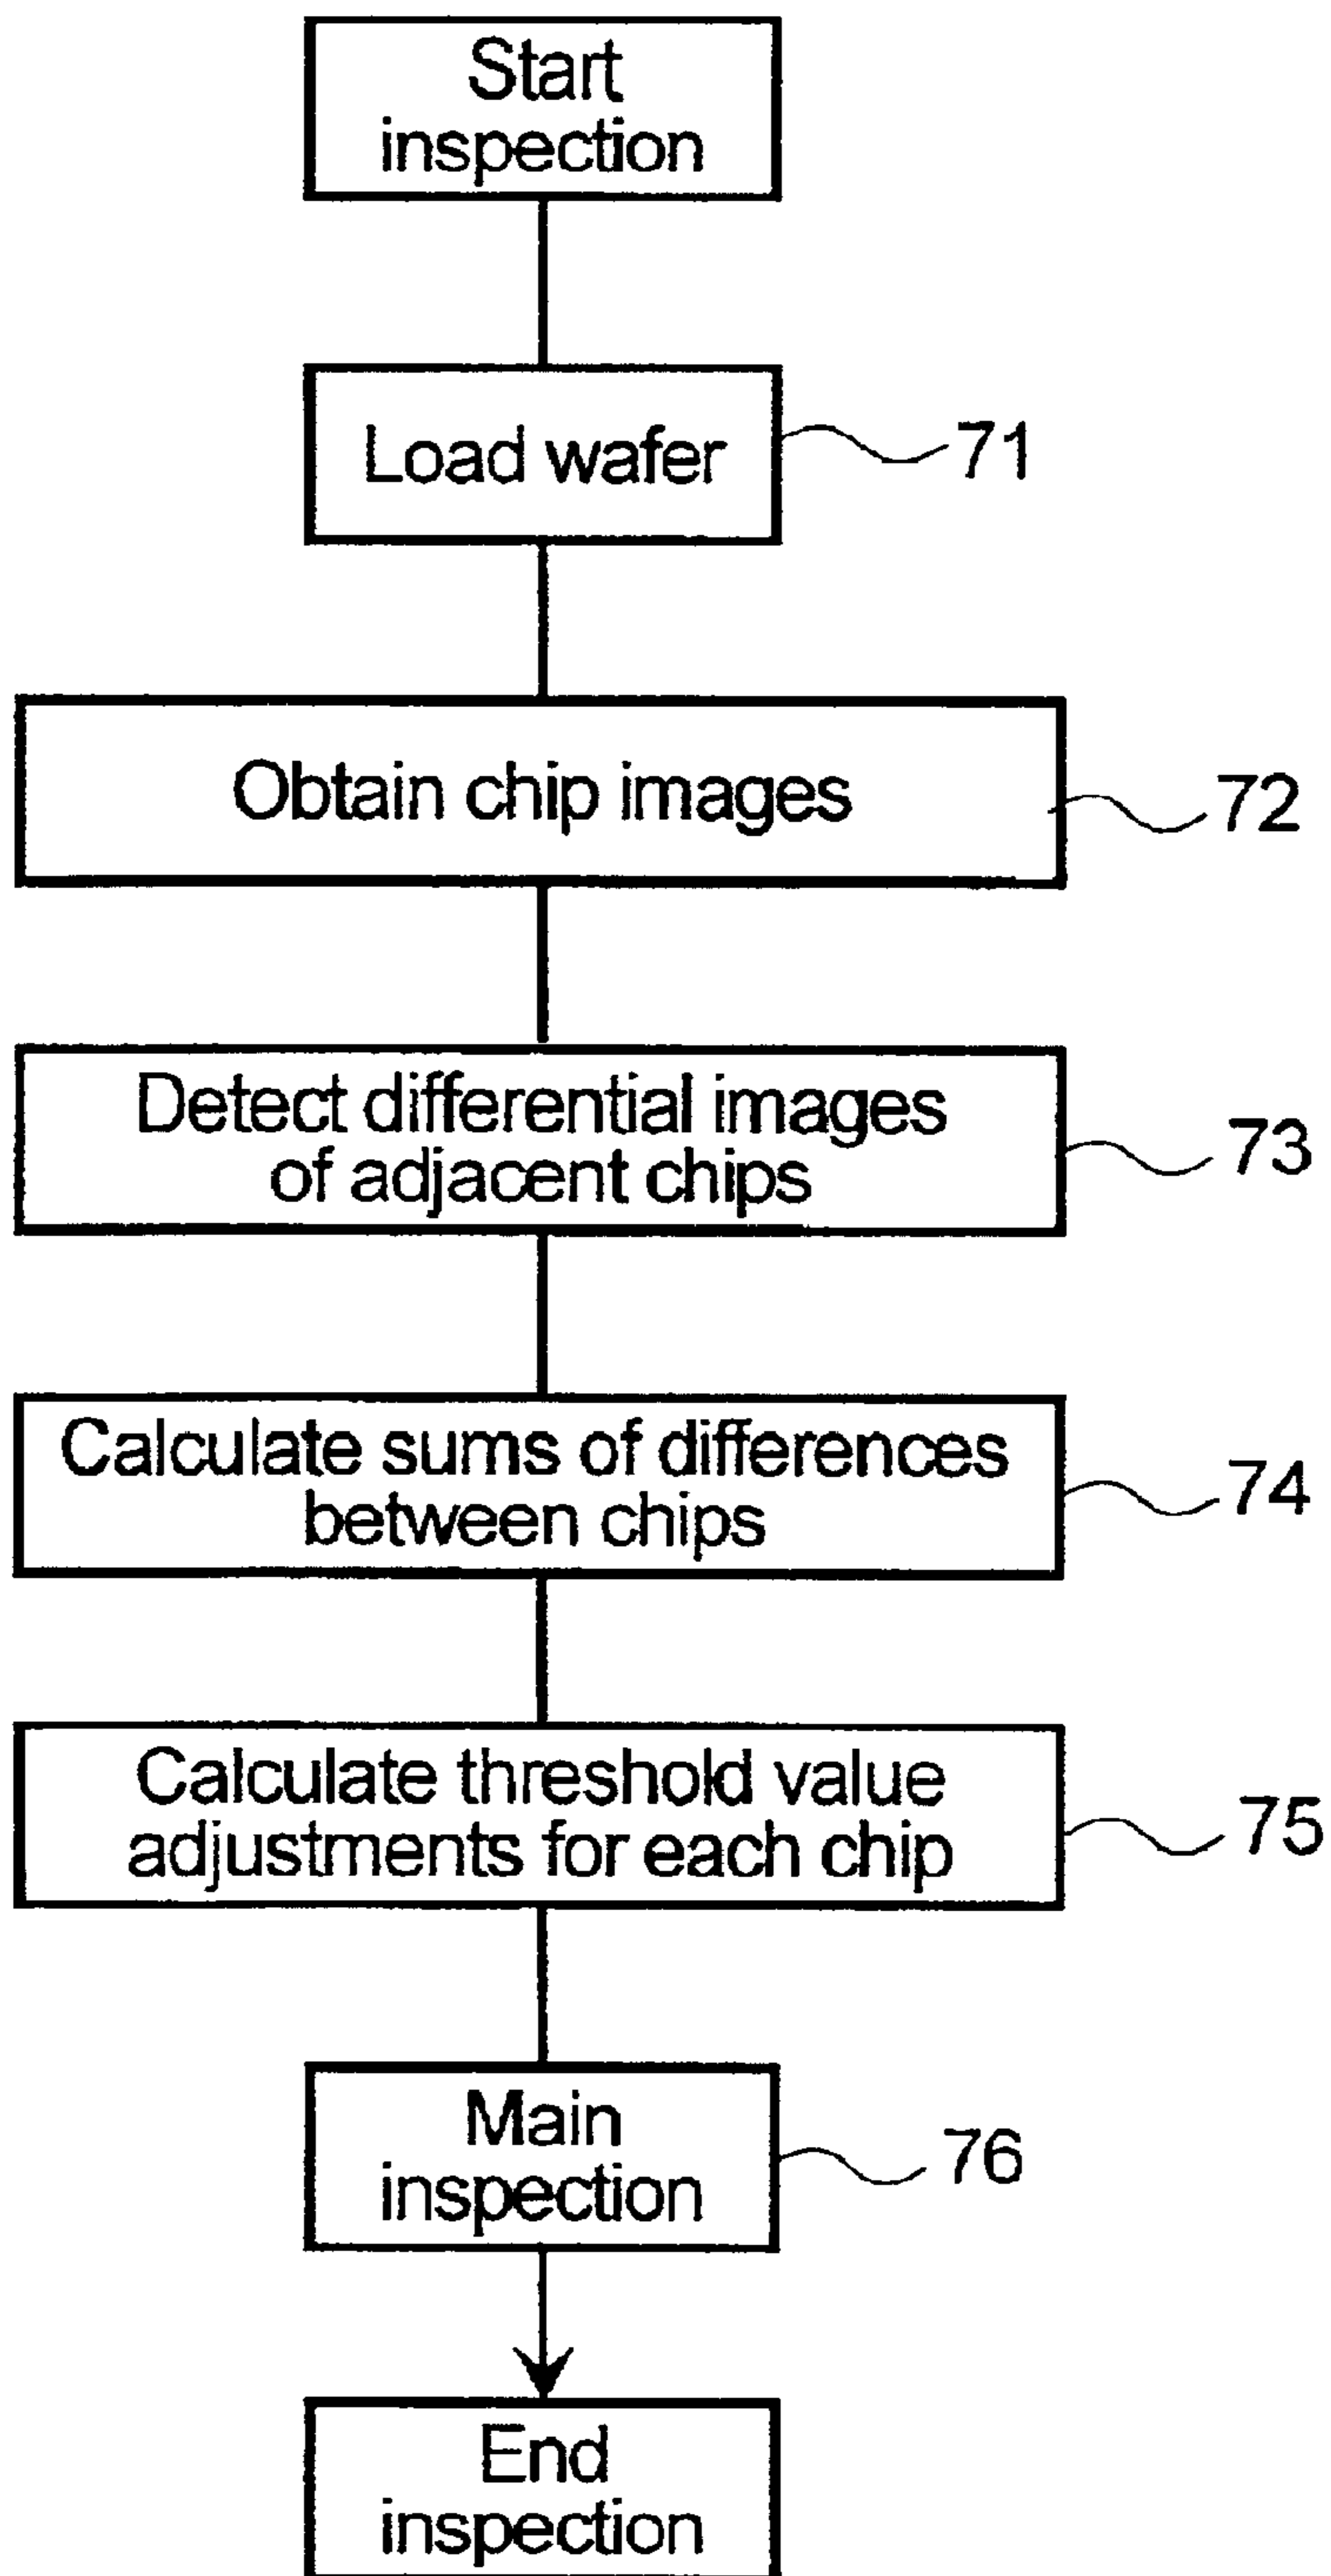 Start
inspection
Load wafer
71
Obtain chip images
72
Detect differential images
of adjacent chips
73
Calculate sums of differences
between chips
74
Calculate threshold value
adjustments for each chip
75
Main
inspection
76
End
inspection